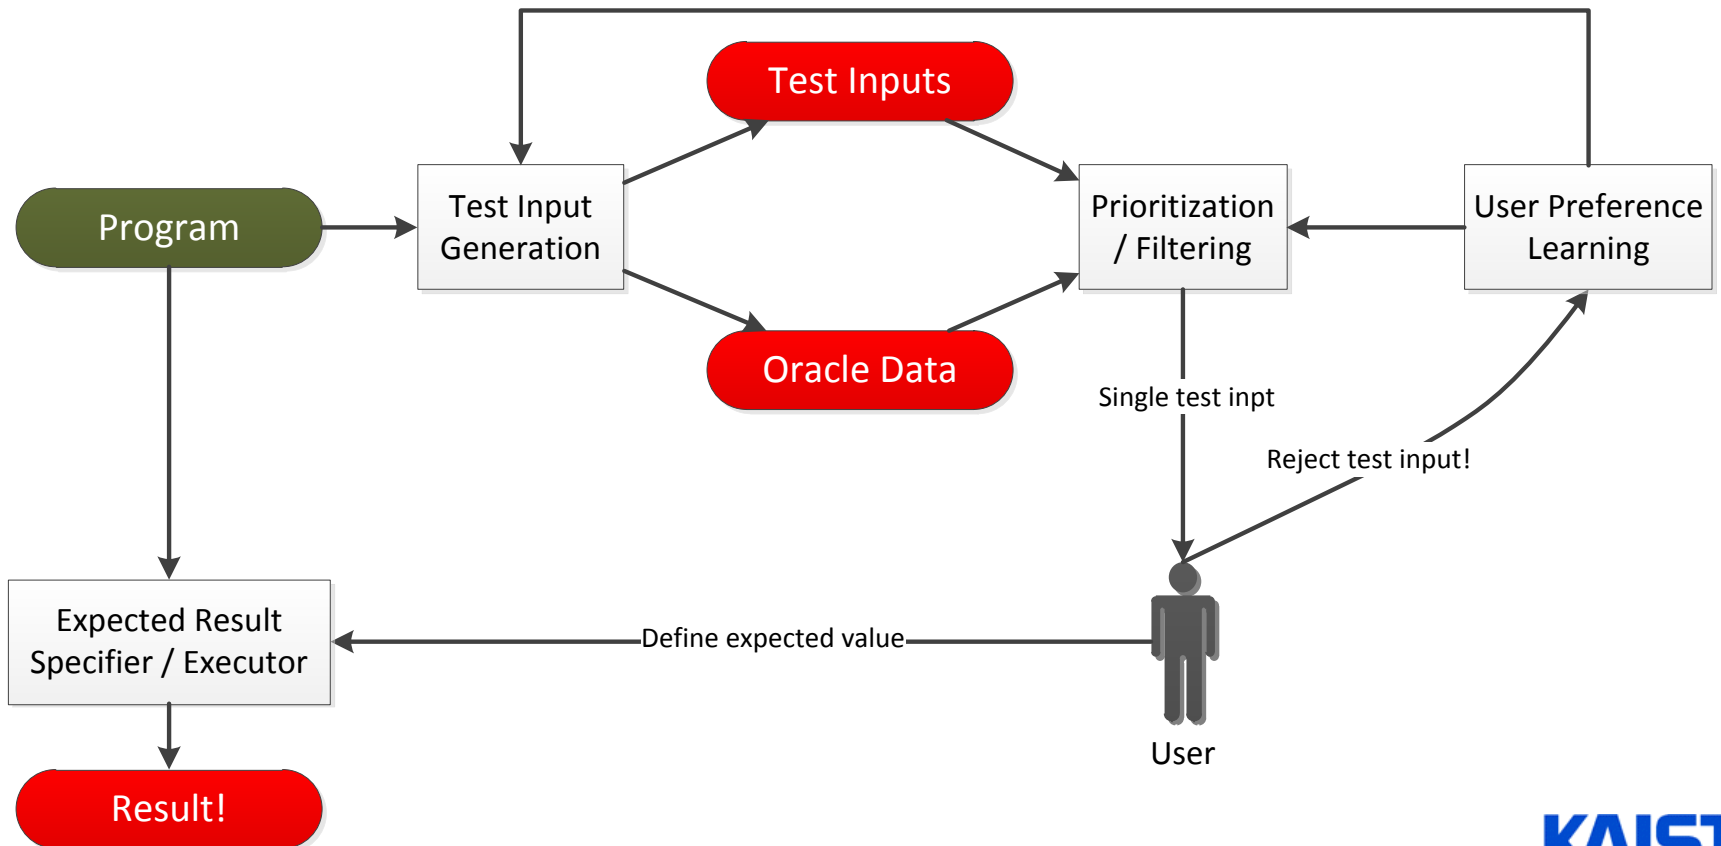 Test Inputs
Program
Test Input
Generation
Prioritization
/ Filtering
User Preference
Learning
Oracle Data
Single test inpt
Reject test input!
Expected Result
Specifier / Executor
Define expected value
User
Result!
KAIST